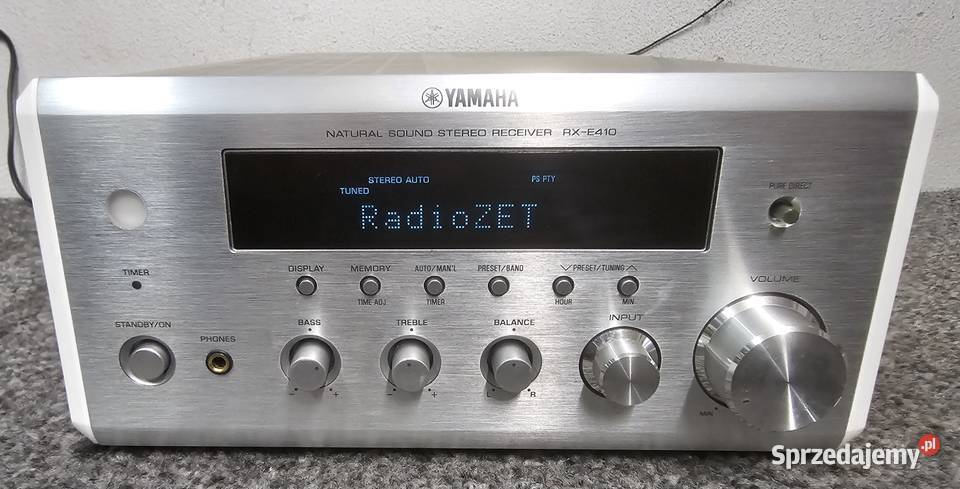 YAMAHA
NATURAL SOUND STEREO RECEIVER RX-E410
STEREO AUTO PS PTY
TUNED
RadioZET
PURE DIRECT
TIMER
DISPLAY MEMORY AUTO/MAN'L PRESET/BAND PRESET/TUNING
TIME ADJ. TIMER HOUR MIN
VOLUME
STANDBY/ON PHONES BASS TREBLE BALANCE INPUT
- + - + L R
MIN
Sprzedajemy.pl